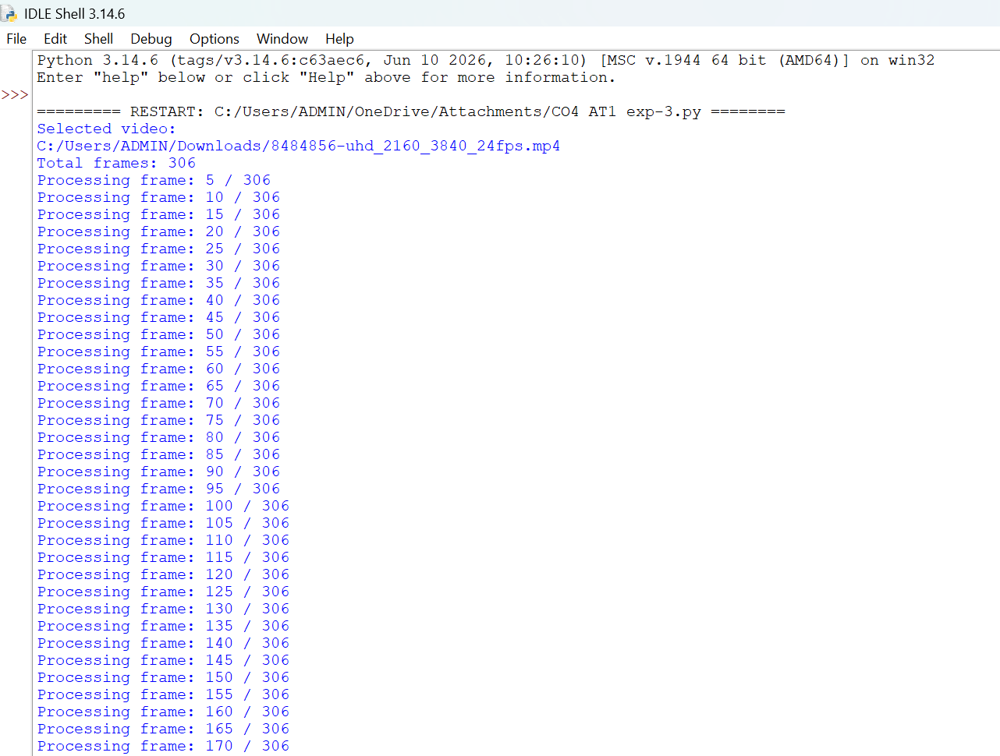 IDLE Shell 3.14.6
File Edit Shell Debug Options Window Help
Python 3.14.6 (tags/v3.14.6:c63aec6, Jun 10 2026, 10:26:10) [MSC v.1944 64 bit (AMD64)] on win32
Enter "help" below or click "Help" above for more information.
>>>
========= RESTART: C:/Users/ADMIN/OneDrive/Attachments/CO4 AT1 exp-3.py ========
Selected video:
C:/Users/ADMIN/Downloads/8484856-uhd_2160_3840_24fps.mp4
Total frames: 306
Processing frame: 5 / 306
Processing frame: 10 / 306
Processing frame: 15 / 306
Processing frame: 20 / 306
Processing frame: 25 / 306
Processing frame: 30 / 306
Processing frame: 35 / 306
Processing frame: 40 / 306
Processing frame: 45 / 306
Processing frame: 50 / 306
Processing frame: 55 / 306
Processing frame: 60 / 306
Processing frame: 65 / 306
Processing frame: 70 / 306
Processing frame: 75 / 306
Processing frame: 80 / 306
Processing frame: 85 / 306
Processing frame: 90 / 306
Processing frame: 95 / 306
Processing frame: 100 / 306
Processing frame: 105 / 306
Processing frame: 110 / 306
Processing frame: 115 / 306
Processing frame: 120 / 306
Processing frame: 125 / 306
Processing frame: 130 / 306
Processing frame: 135 / 306
Processing frame: 140 / 306
Processing frame: 145 / 306
Processing frame: 150 / 306
Processing frame: 155 / 306
Processing frame: 160 / 306
Processing frame: 165 / 306
Processing frame: 170 / 306